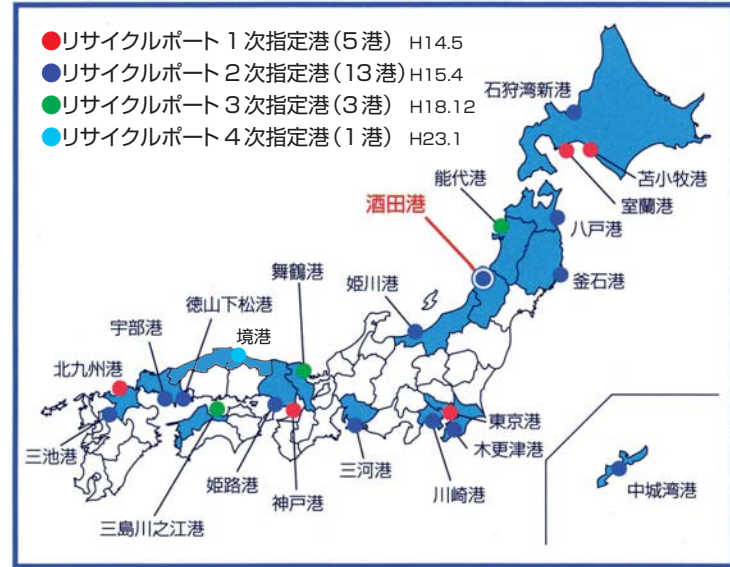 ●リサイクルポート1次指定港(5港) H14.5
●リサイクルポート2次指定港(13港) H15.4
●リサイクルポート3次指定港(3港) H18.12
●リサイクルポート4次指定港(1港) H23.1
石狩湾新港
苫小牧港
室蘭港
能代港
酒田港
八戸港
釜石港
舞鶴港
姫川港
徳山下松港
宇部港
境港
北九州港
東京港
木更津港
三池港
三河港
川崎港
姫路港
神戸港
三島川之江港
中城湾港